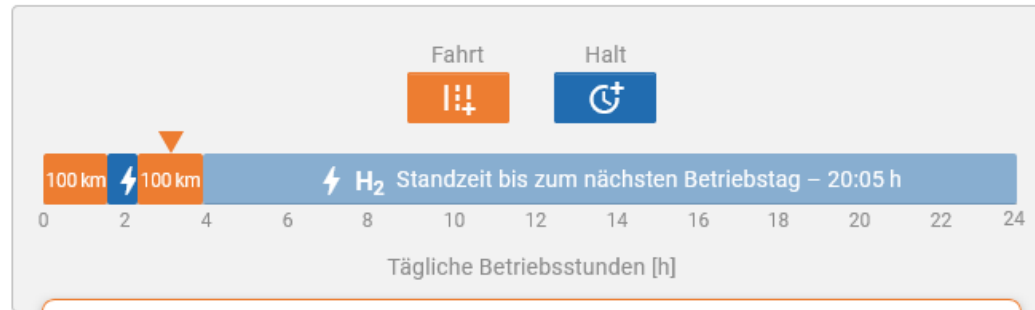 Fahrt Halt
100 km 100 km H₂ Standzeit bis zum nächsten Betriebstag – 20:05 h
0 2 4 6 8 10 12 14 16 18 20 22 24
Tägliche Betriebsstunden [h]